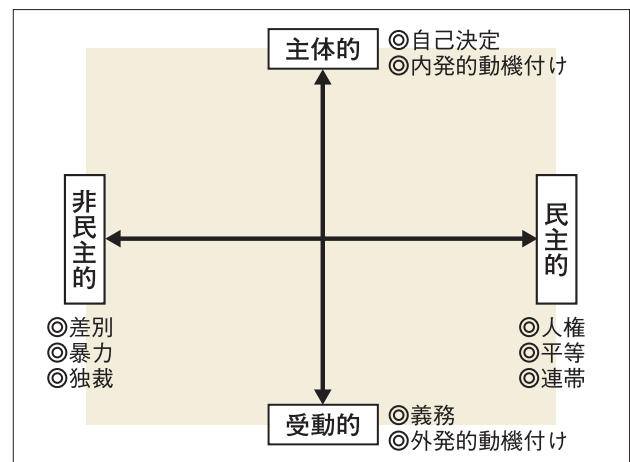 主体的
◎自己決定
◎内発的動機付け
非民主的
◎差別
◎暴力
◎独裁
民主的
◎人権
◎平等
◎連帯
受動的
◎義務
◎外発的動機付け